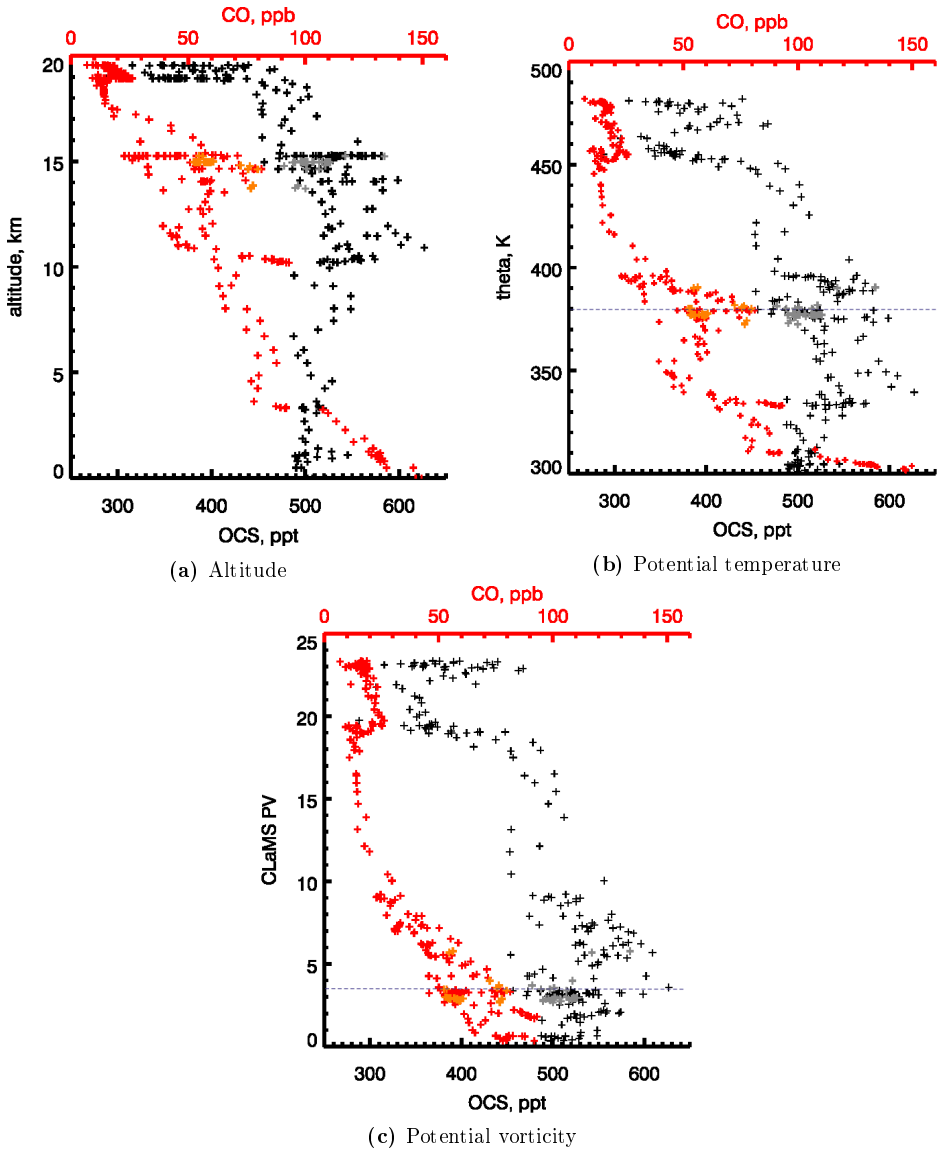 CO, ppb
CO, ppb
0 50 100 150
0 50 100 150
20
15
10
5
0
altitude, km
500
450
400
350
300
theta, K
300 400 500 600
OCS, ppt
300 400 500 600
OCS, ppt
(a) Altitude
(b) Potential temperature
CO, ppb
0 50 100 150
25
20
15
10
5
0
CLaMS PV
300 400 500 600
OCS, ppt
(c) Potential vorticity